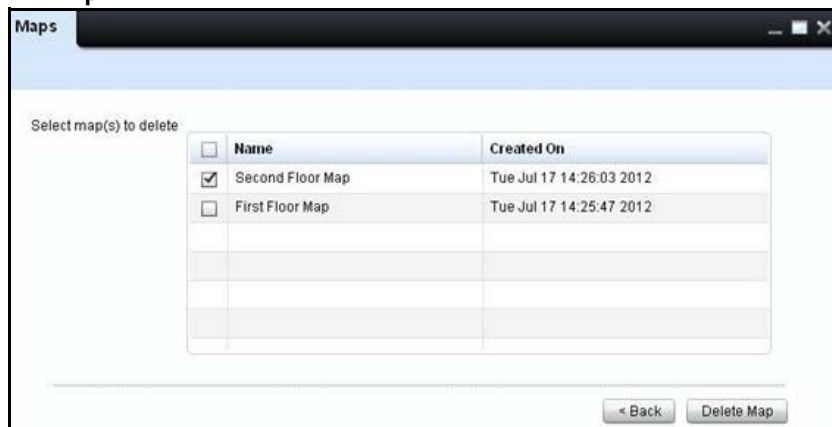 Maps
Select map(s) to delete
Name Created On
Second Floor Map Tue Jul 17 14:26:03 2012
First Floor Map Tue Jul 17 14:25:47 2012
< Back Delete Map